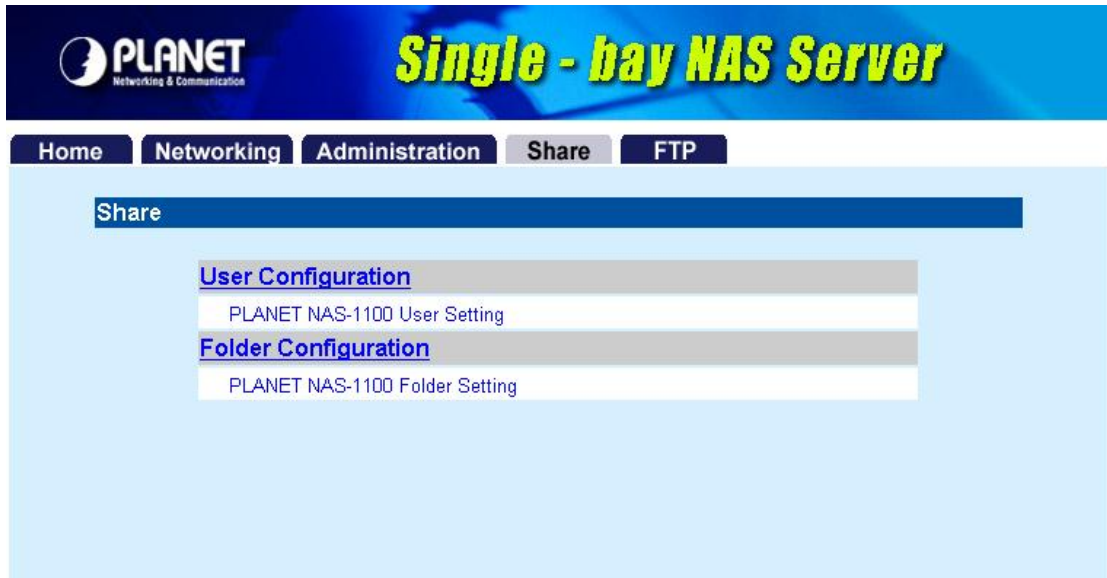 PLANET
Networking & Communication
Single - bay NAS Server
Home Networking Administration Share FTP
Share
User Configuration
PLANET NAS-1100 User Setting
Folder Configuration
PLANET NAS-1100 Folder Setting